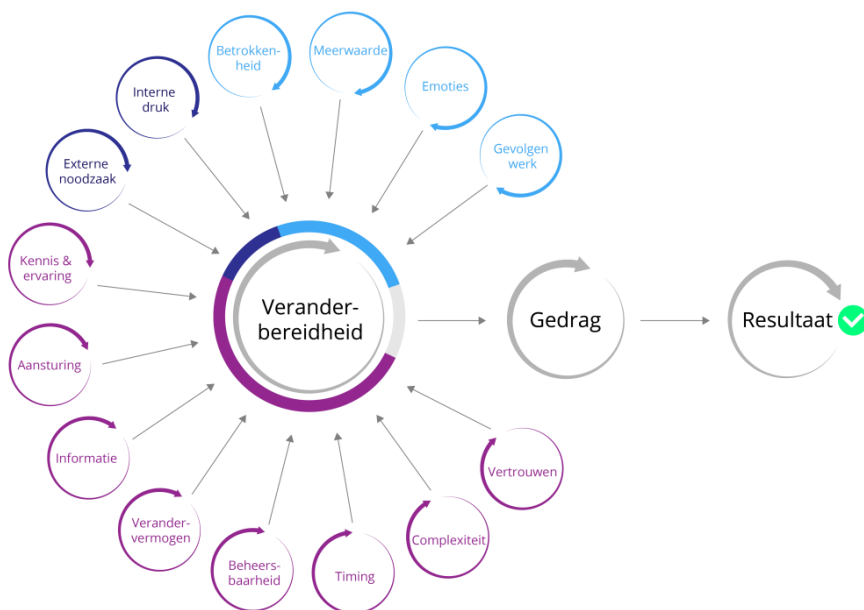 Betrokken-
heid
Meerwaarde
Emoties
Gevolgen
werk
Interne
druk
Externe
noodzaak
Kennis &
ervaring
Aansturing
Informatie
Verander-
vermogen
Beheers-
baarheid
Timing
Complexiteit
Vertrouwen
Verander-
bereidheid
Gedrag
Resultaat